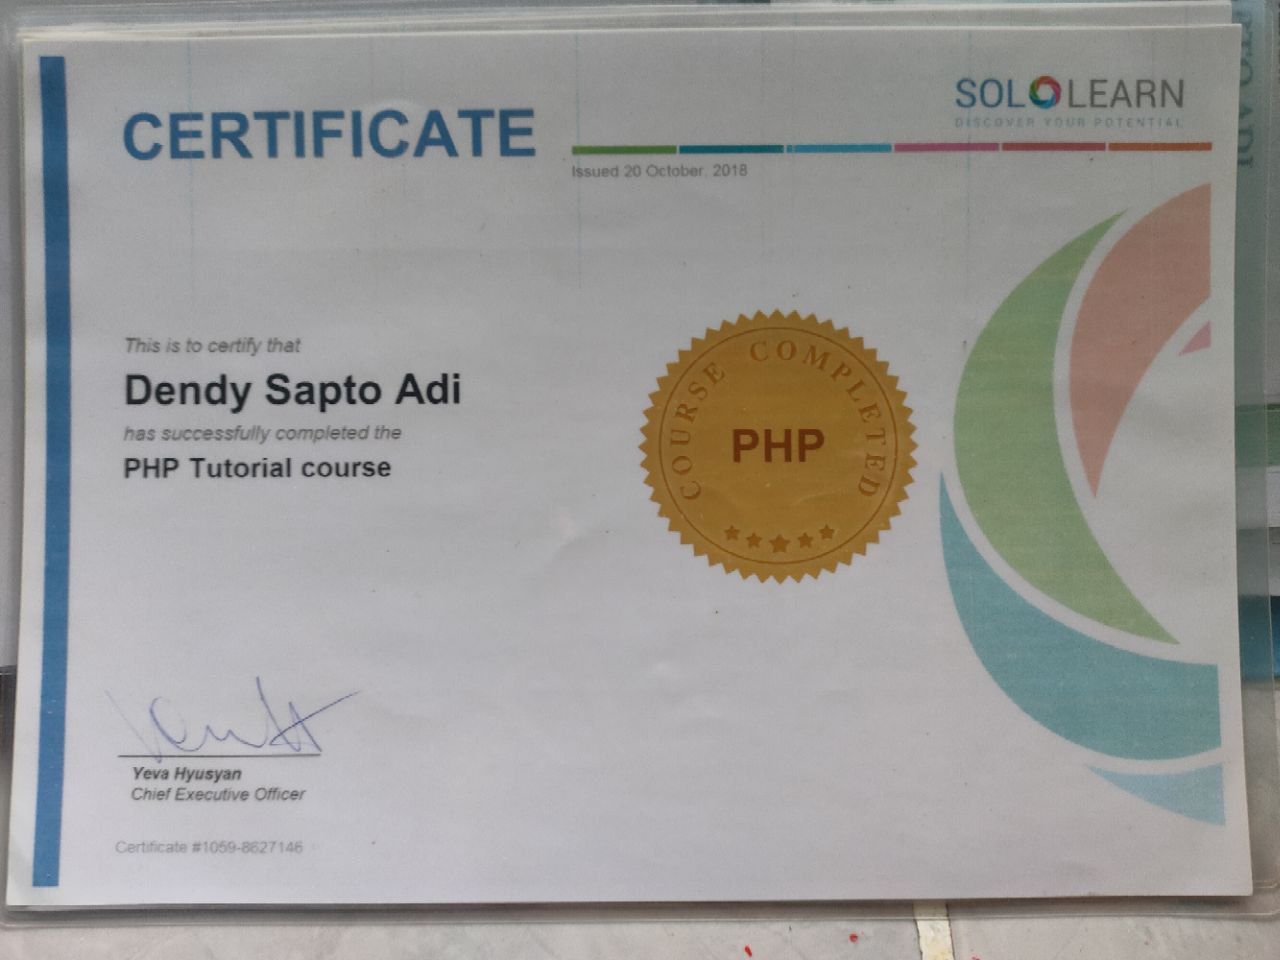 CERTIFICATE
SOLOLEARN
DISCOVER YOUR POTENTIAL
Issued 20 October, 2018
This is to certify that
Dendy Sapto Adi
has successfully completed the
PHP Tutorial course
COURSE COMPLETED
PHP
Yeva Hyusyan
Chief Executive Officer
Certificate #1059-8627146